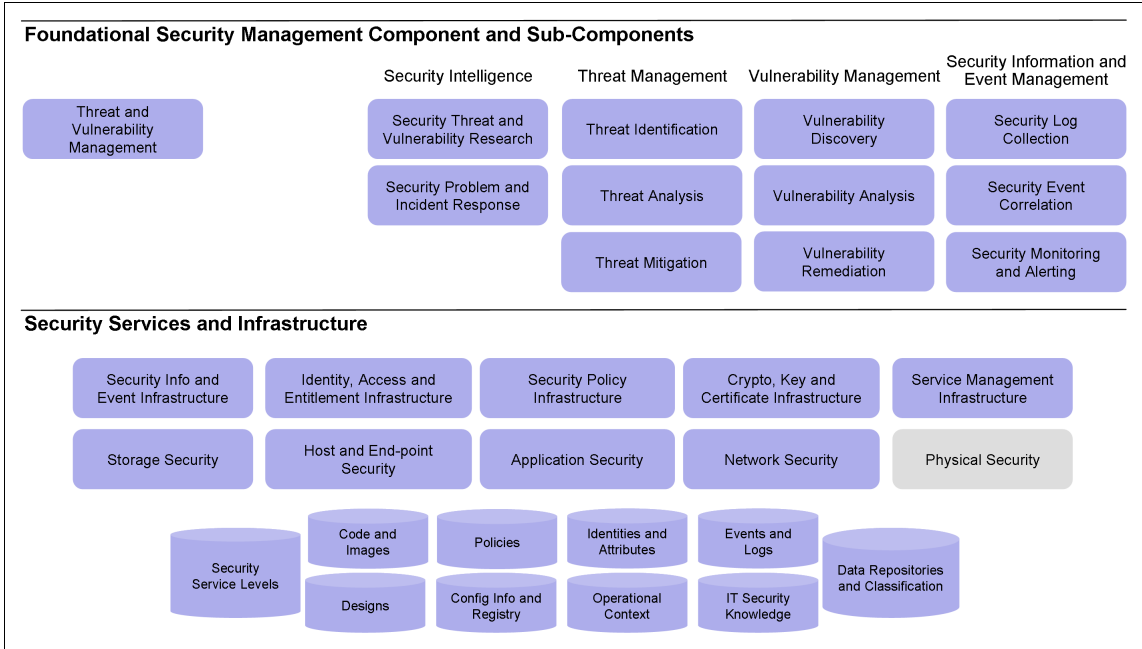 Foundational Security Management Component and Sub-Components
Security Intelligence
Threat Management
Vulnerability Management
Security Information and
Event Management
Threat and
Vulnerability
Management
Security Threat and
Vulnerability Research
Threat Identification
Vulnerability
Discovery
Security Log
Collection
Security Problem and
Incident Response
Threat Analysis
Vulnerability Analysis
Security Event
Correlation
Threat Mitigation
Vulnerability
Remediation
Security Monitoring
and Alerting
Security Services and Infrastructure
Security Info and
Event Infrastructure
Identity, Access and
Entitlement Infrastructure
Security Policy
Infrastructure
Crypto, Key and
Certificate Infrastructure
Service Management
Infrastructure
Storage Security
Host and End-point
Security
Application Security
Network Security
Physical Security
Security
Service Levels
Code and
Images
Policies
Identities and
Attributes
Events and
Logs
Data Repositories
and Classification
Designs
Config Info and
Registry
Operational
Context
IT Security
Knowledge